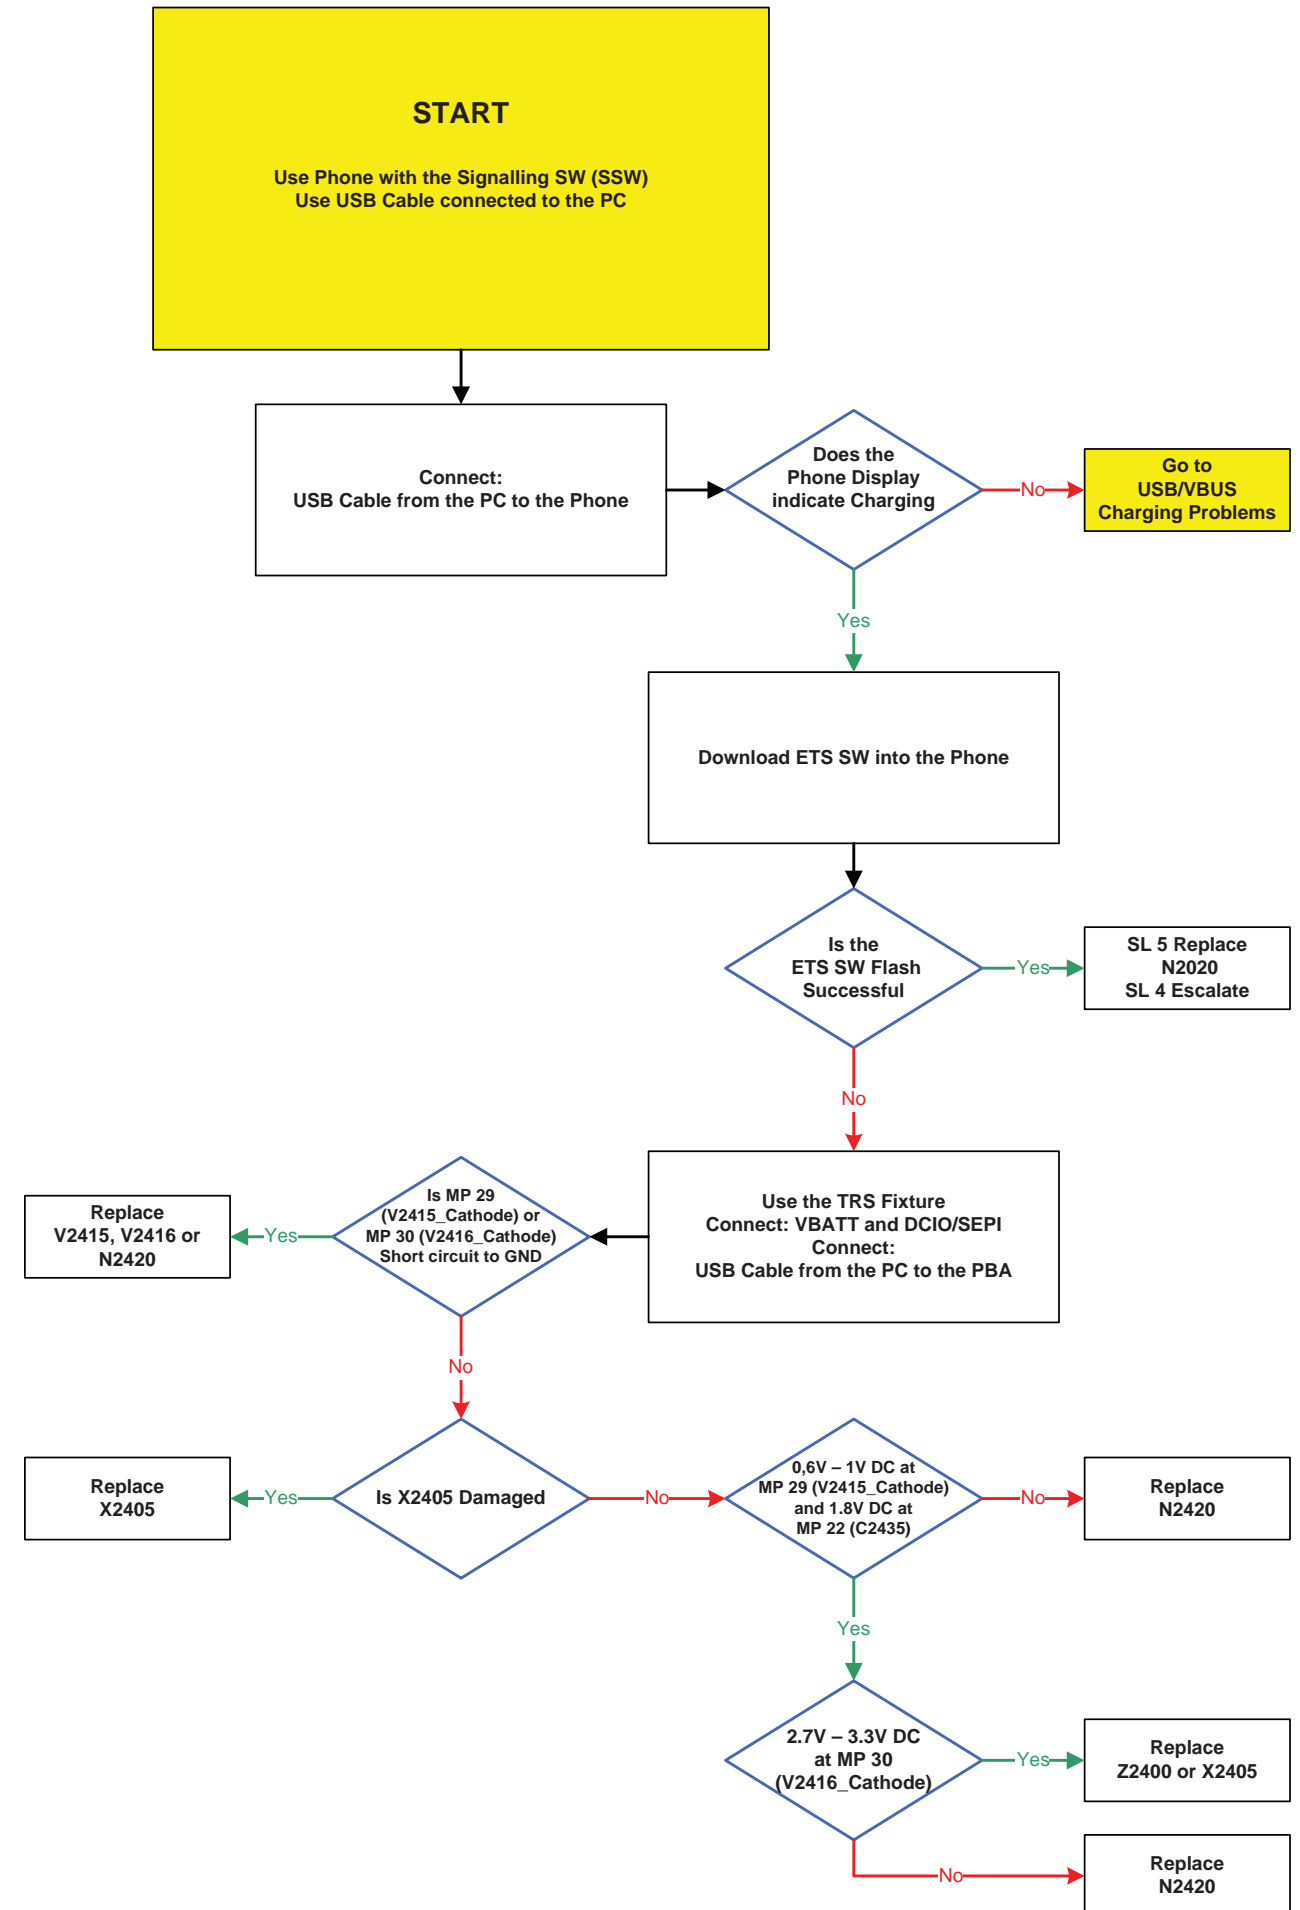 START
Use Phone with the Signalling SW (SSW)
Use USB Cable connected to the PC
Connect:
USB Cable from the PC to the Phone
Does the
Phone Display
indicate Charging
No
Go to
USB/VBUS
Charging Problems
Yes
Download ETS SW into the Phone
Is the
ETS SW Flash
Successful
Yes
SL 5 Replace
N2020
SL 4 Escalate
No
Use the TRS Fixture
Connect: VBATT and DCIO/SEPI
Connect:
USB Cable from the PC to the PBA
Is MP 29
(V2415_Cathode) or
MP 30 (V2416_Cathode)
Short circuit to GND
Yes
Replace
V2415, V2416 or
N2420
No
Is X2405 Damaged
Yes
Replace
X2405
No
0,6V – 1V DC at
MP 29 (V2415_Cathode)
and 1.8V DC at
MP 22 (C2435)
No
Replace
N2420
Yes
2.7V – 3.3V DC
at MP 30
(V2416_Cathode)
Yes
Replace
Z2400 or X2405
No
Replace
N2420